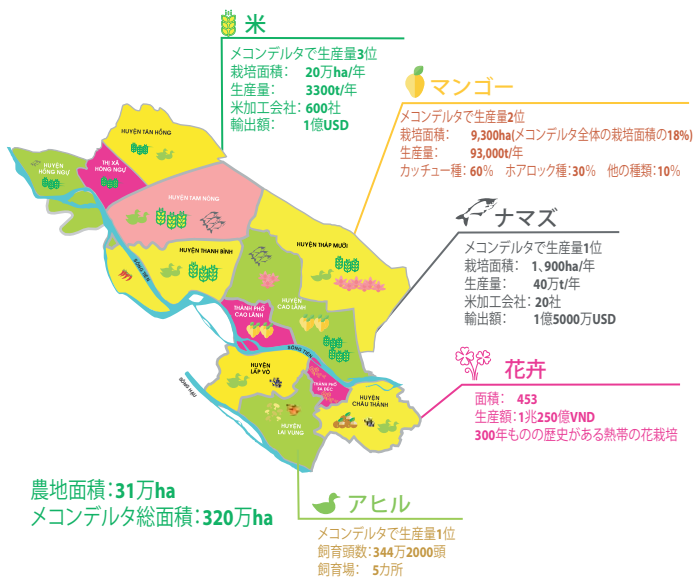 米
メコンデルタで生産量3位
栽培面積： 20万ha/年
生産量： 3300t/年
米加工会社：600社
輸出額： 1億USD
マンゴー
メコンデルタで生産量2位
栽培面積： 9,300ha(メコンデルタ全体の栽培面積の18%)
生産量： 93,000t/年
カッチュー種：60% ホアロック種：30% 他の種類：10%
ナマズ
メコンデルタで生産量1位
栽培面積： 1、900ha/年
生産量： 40万t/年
米加工会社：20社
輸出額： 1億5000万USD
花卉
面積： 453
生産額：1兆250億VND
300年ものの歴史がある熱帯の花栽培
アヒル
メコンデルタで生産量1位
飼育頭数：344万2000頭
飼育場： 5カ所
農地面積：31万ha
メコンデルタ総面積：320万ha
HUYỆN TÂN HỒNG
HUYỆN
HỒNG NGỰ
THỊ XÃ
HỒNG NGỰ
HUYỆN TAM NÔNG
HUYỆN THANH BÌNH
HUYỆN THÁP MƯỜI
SÔNG TIỀN
HUYỆN
CAO LÃNH
THÀNH PHỐ
CAO LÃNH
SÔNG TIỀN
HUYỆN
LẤP VÒ
THÀNH PHỐ
SA ĐÉC
HUYỆN
CHÂU THÀNH
SÔNG HẬU
HUYỆN
LAI VUNG